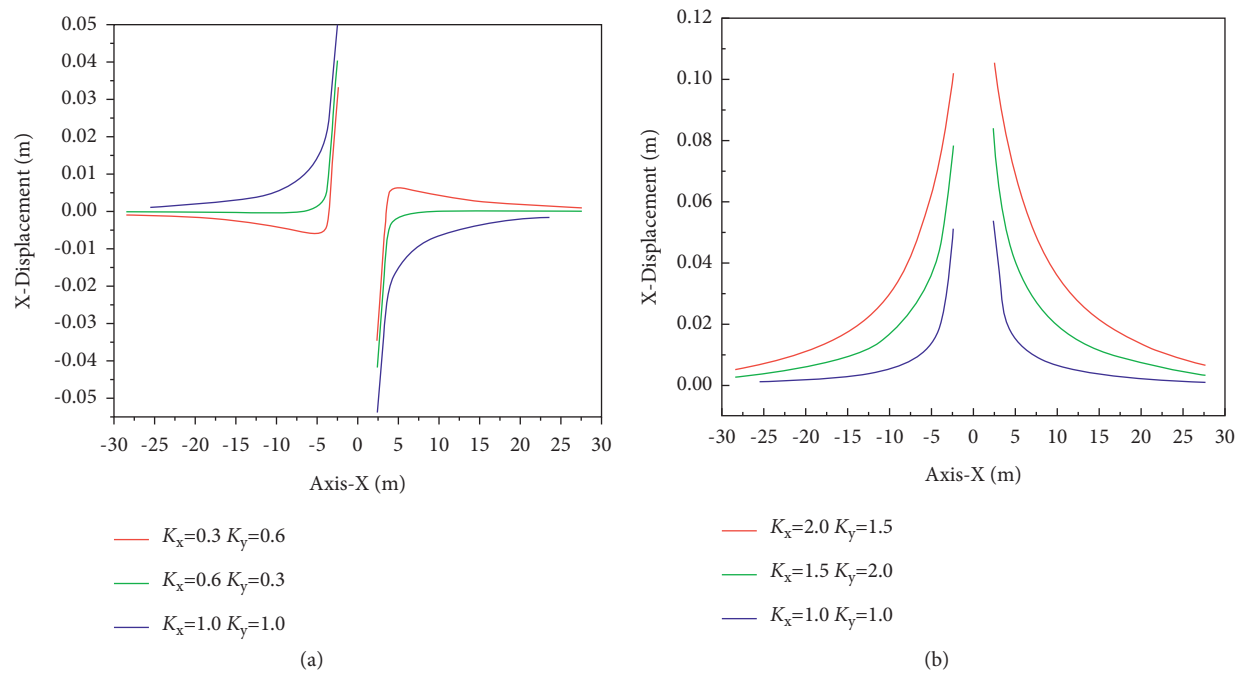 X-Displacement (m)
0.05
0.04
0.03
0.02
0.01
0.00
-0.01
-0.02
-0.03
-0.04
-0.05
-30 -25 -20 -15 -10 -5 0 5 10 15 20 25 30
Axis-X (m)
Kx=0.3 Ky=0.6
Kx=0.6 Ky=0.3
Kx=1.0 Ky=1.0
(a)
X-Displacement (m)
0.12
0.10
0.08
0.06
0.04
0.02
0.00
-30 -25 -20 -15 -10 -5 0 5 10 15 20 25 30
Axis-X (m)
Kx=2.0 Ky=1.5
Kx=1.5 Ky=2.0
Kx=1.0 Ky=1.0
(b)